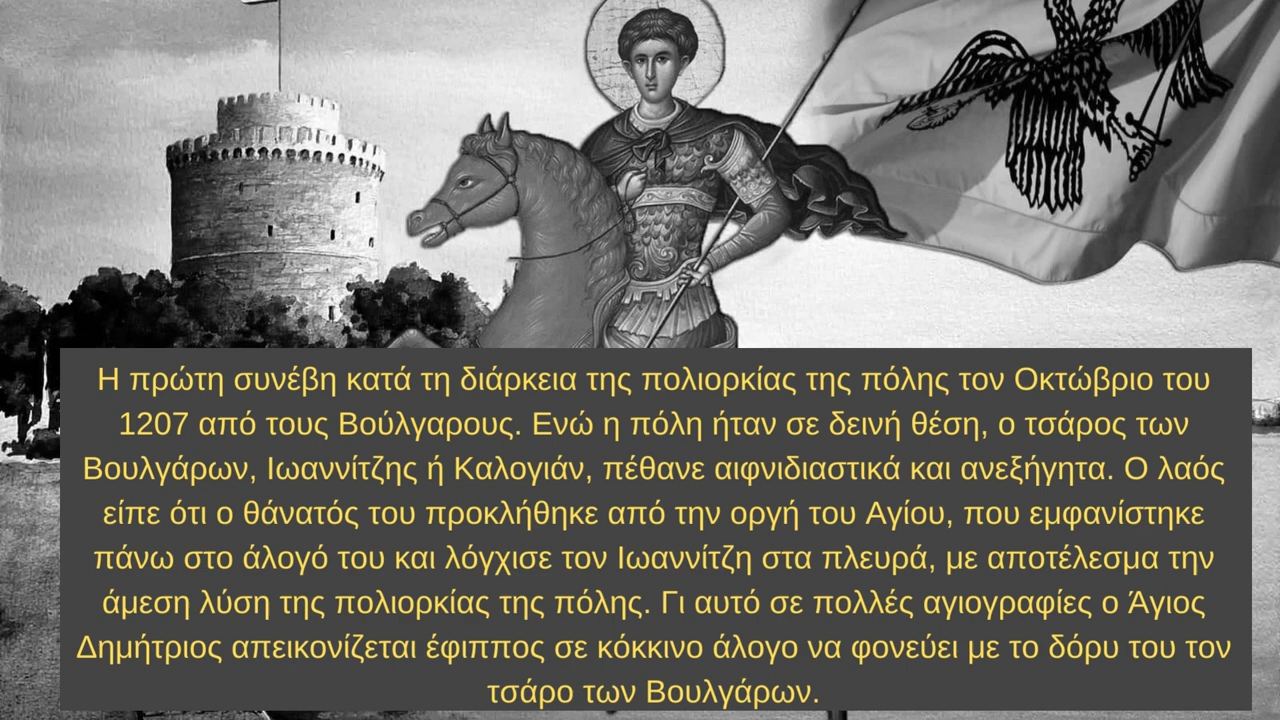 Η πρώτη συνέβη κατά τη διάρκεια της πολιορκίας της πόλης τον Οκτώβριο του
1207 από τους Βούλγαρους. Ενώ η πόλη ήταν σε δεινή θέση, ο τσάρος των
Βουλγάρων, Ιωαννίτζης ή Καλογιάν, πέθανε αιφνιδιαστικά και ανεξήγητα. Ο λαός
είπε ότι ο θάνατός του προκλήθηκε από την οργή του Αγίου, που εμφανίστηκε
πάνω στο άλογό του και λόγχισε τον Ιωαννίτζη στα πλευρά, με αποτέλεσμα την
άμεση λύση της πολιορκίας της πόλης. Γι αυτό σε πολλές αγιογραφίες ο Άγιος
Δημήτριος απεικονίζεται έφιππος σε κόκκινο άλογο να φονεύει με το δόρυ του τον
τσάρο των Βουλγάρων.